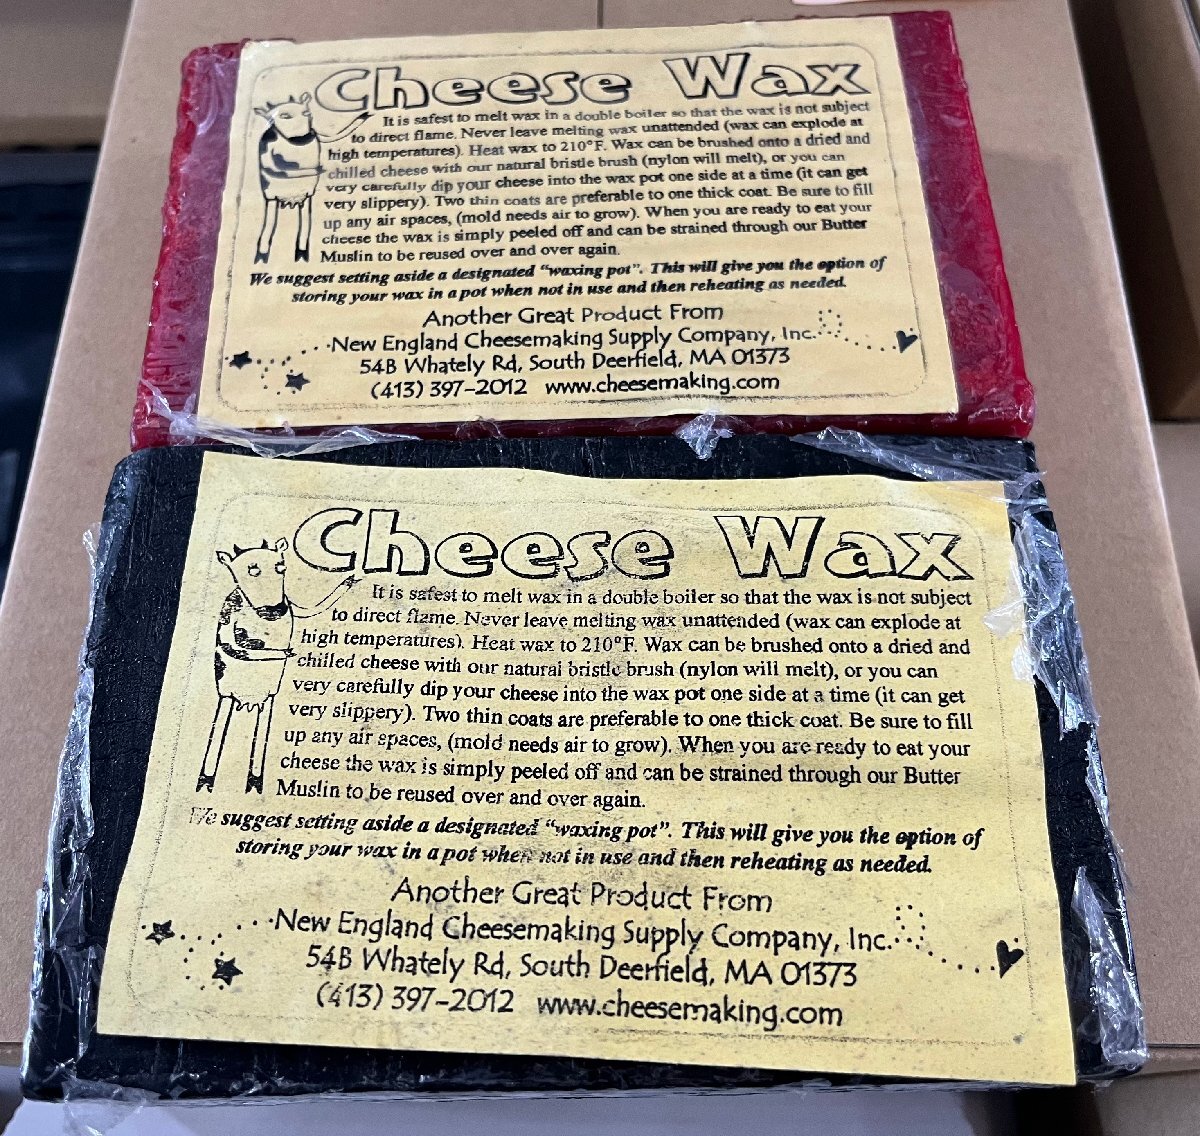 Cheese Wax
It is safest to melt wax in a double boiler so that the wax is not subject
to direct flame. Never leave melting wax unattended (wax can explode at
high temperatures). Heat wax to 210°F. Wax can be brushed onto a dried and
chilled cheese with our natural bristle brush (nylon will melt), or you can
very carefully dip your cheese into the wax pot one side at a time (it can get
very slippery). Two thin coats are preferable to one thick coat. Be sure to fill
up any air spaces, (mold needs air to grow). When you are ready to eat your
cheese the wax is simply peeled off and can be strained through our Butter
Muslin to be reused over and over again.
We suggest setting aside a designated "waxing pot". This will give you the option of
storing your wax in a pot when not in use and then reheating as needed.
Another Great Product From
New England Cheesemaking Supply Company, Inc.
54B Whately Rd, South Deerfield, MA 01373
(413) 397-2012 www.cheesemaking.com
Cheese Wax
It is safest to melt wax in a double boiler so that the wax is not subject
to direct flame. Never leave melting wax unattended (wax can explode at
high temperatures). Heat wax to 210°F. Wax can be brushed onto a dried and
chilled cheese with our natural bristle brush (nylon will melt), or you can
very carefully dip your cheese into the wax pot one side at a time (it can get
very slippery). Two thin coats are preferable to one thick coat. Be sure to fill
up any air spaces, (mold needs air to grow). When you are ready to eat your
cheese the wax is simply peeled off and can be strained through our Butter
Muslin to be reused over and over again.
We suggest setting aside a designated "waxing pot". This will give you the option of
storing your wax in a pot when not in use and then reheating as needed.
Another Great Product From
New England Cheesemaking Supply Company, Inc.
54B Whately Rd, South Deerfield, MA 01373
(413) 397-2012 www.cheesemaking.com